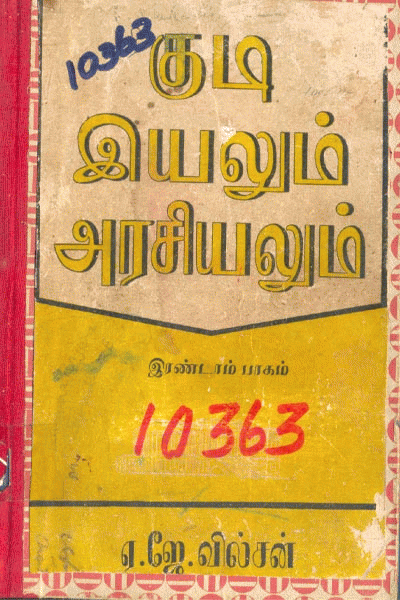 10363
குடி
இயலும்
அரசியலும்
இரண்டாம் பாகம்
10363
ஏ.ஜே.வில்சன்